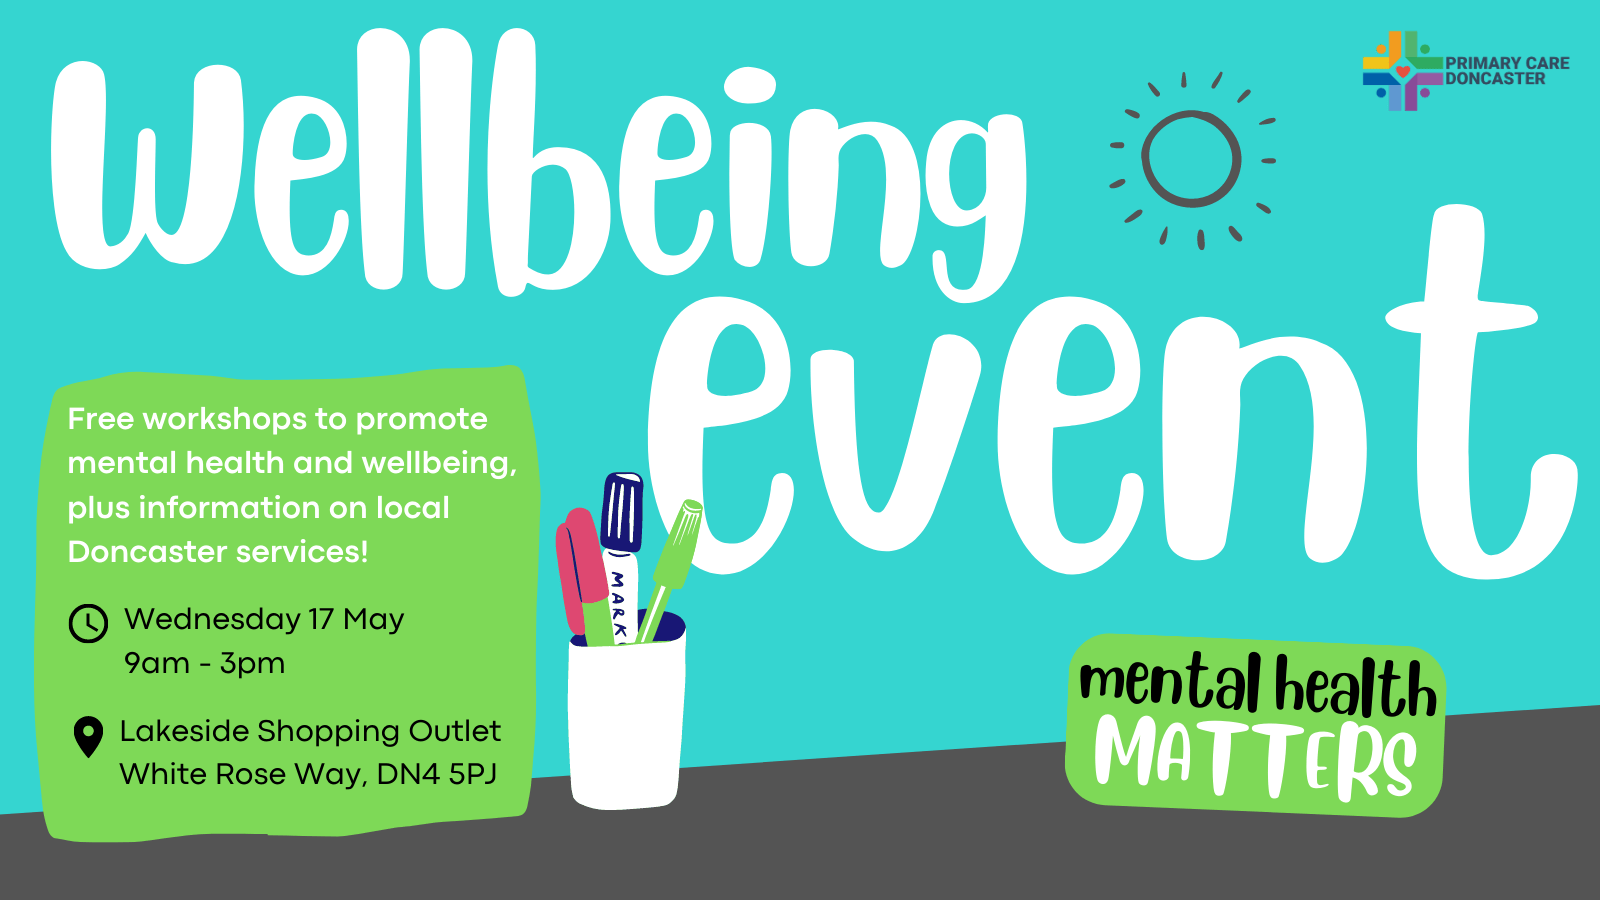 wellbeing
event
PRIMARY CARE
DONCASTER
Free workshops to promote
mental health and wellbeing,
plus information on local
Doncaster services!
Wednesday 17 May
9am - 3pm
Lakeside Shopping Outlet
White Rose Way, DN4 5PJ
MARK
mental health
MATTERS